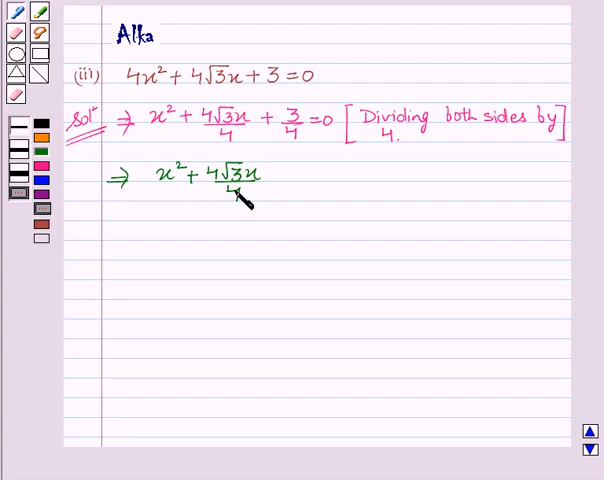 Alka
(iii) 4x² + 4√3x + 3 = 0
Solⁿ ⇒ x² + 4√3x/4 + 3/4 = 0 [Dividing both sides by 4.]
⇒ x² + 4√3x/4